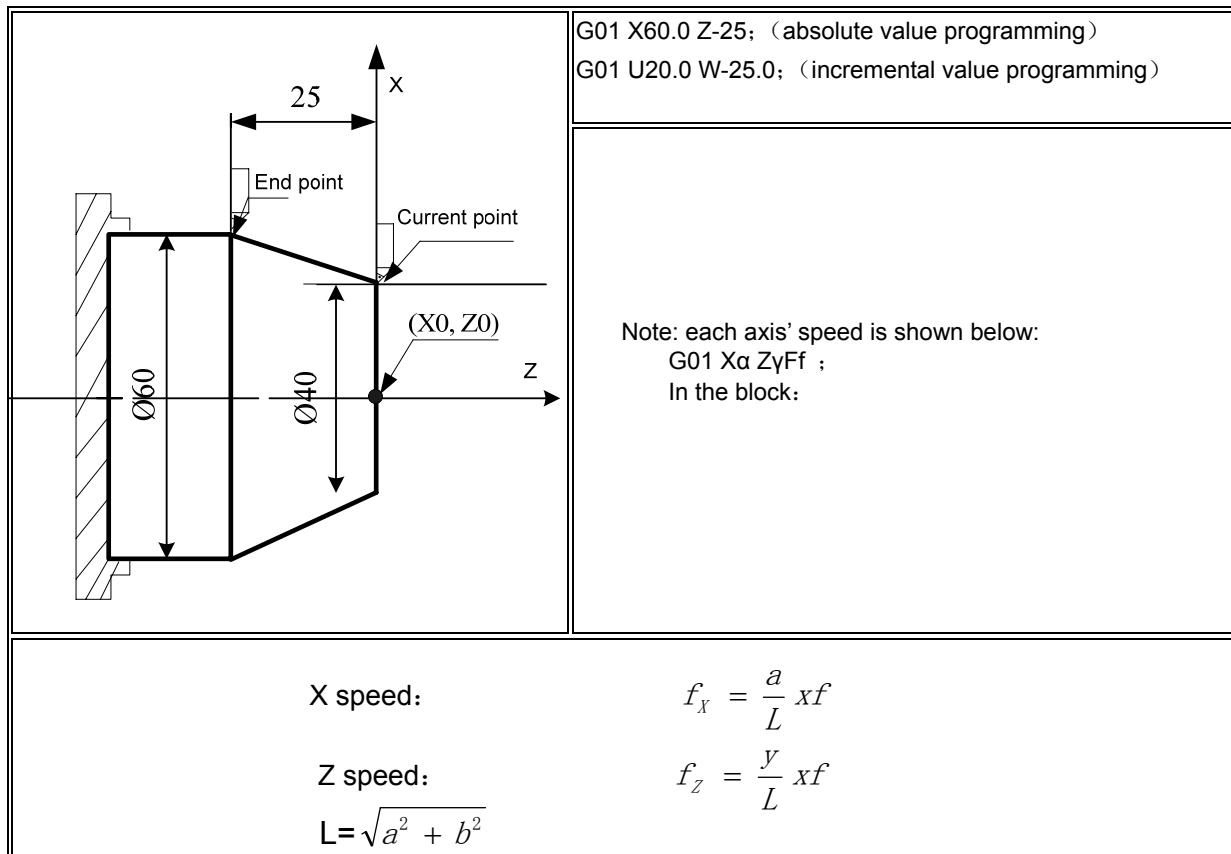 G01 X60.0 Z-25；（absolute value programming）
G01 U20.0 W-25.0；（incremental value programming）
X
25
End point
Current point
(X0, Z0)
Z
Ø60
Ø40
Note: each axis’ speed is shown below:
G01 Xα ZγFf ；
In the block：
X speed： f_X = a/L xf
Z speed： f_Z = y/L xf
L=√(a² + b²)